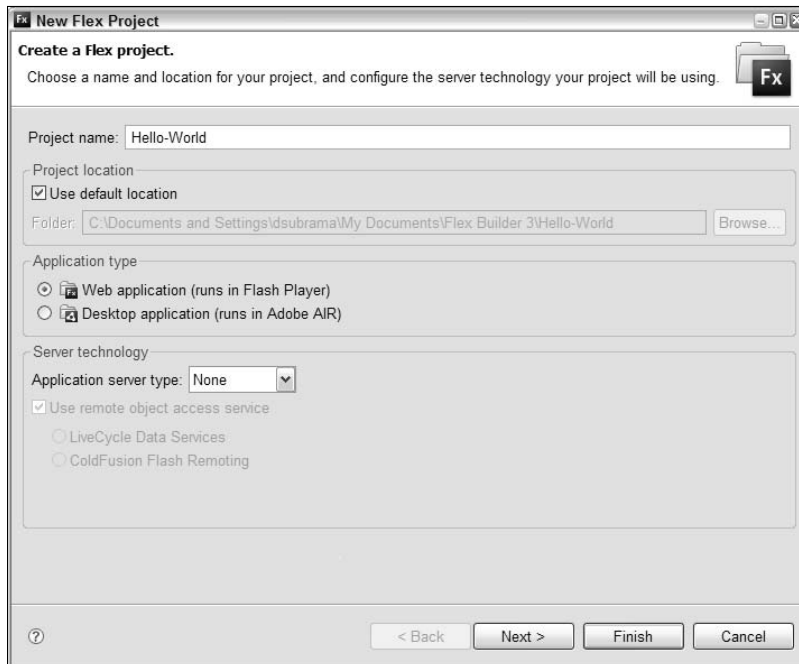 Fx New Flex Project
Create a Flex project.
Choose a name and location for your project, and configure the server technology your project will be using.
Fx
Project name: Hello-World
Project location
Use default location
Folder: C:\Documents and Settings\dsubrama\My Documents\Flex Builder 3\Hello-World Browse...
Application type
Web application (runs in Flash Player)
Desktop application (runs in Adobe AIR)
Server technology
Application server type: None
Use remote object access service
LiveCycle Data Services
ColdFusion Flash Remoting
? < Back Next > Finish Cancel